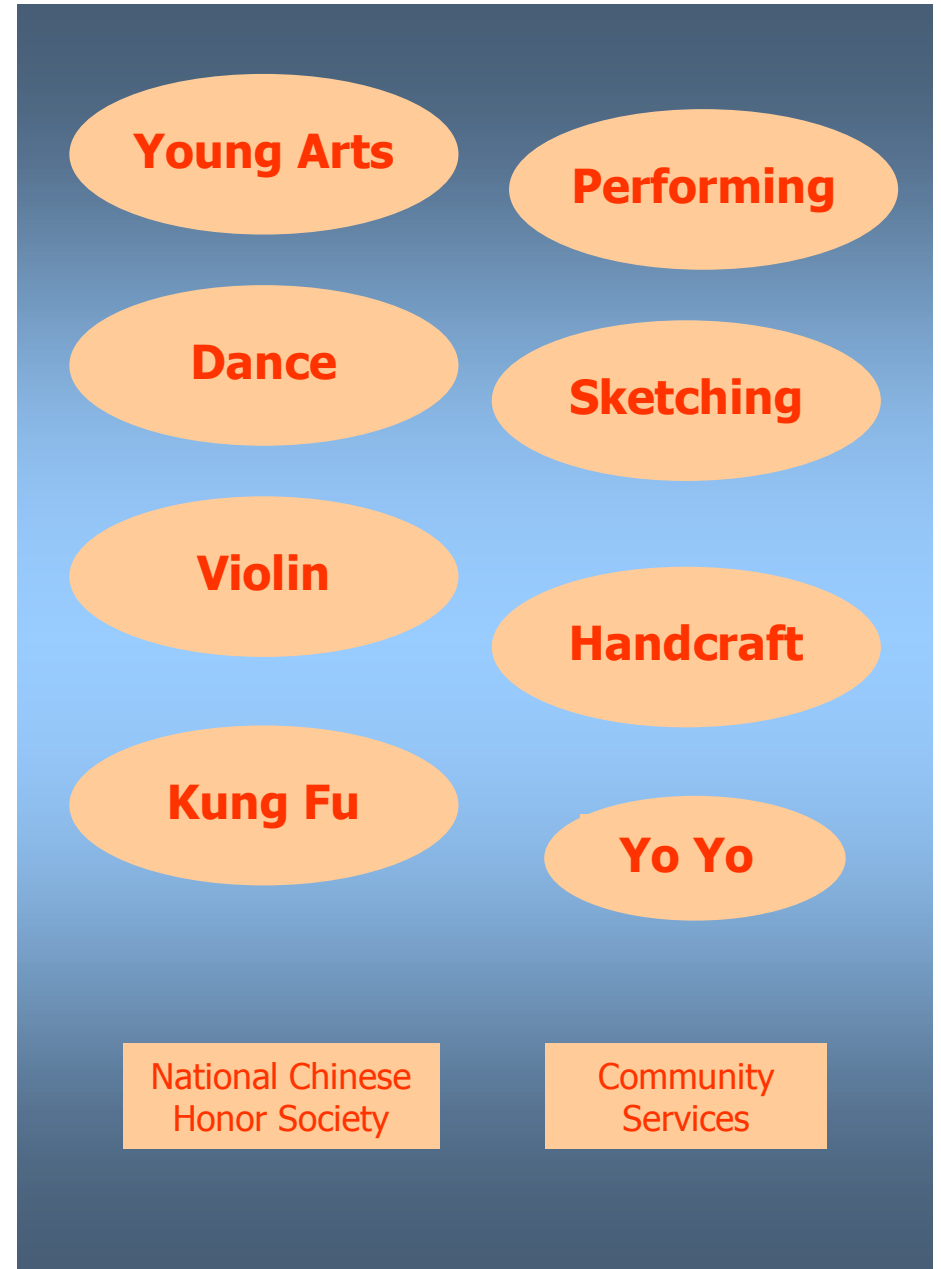 Young Arts
Performing
Dance
Sketching
Violin
Handcraft
Kung Fu
Yo Yo
National Chinese
Honor Society
Community
Services